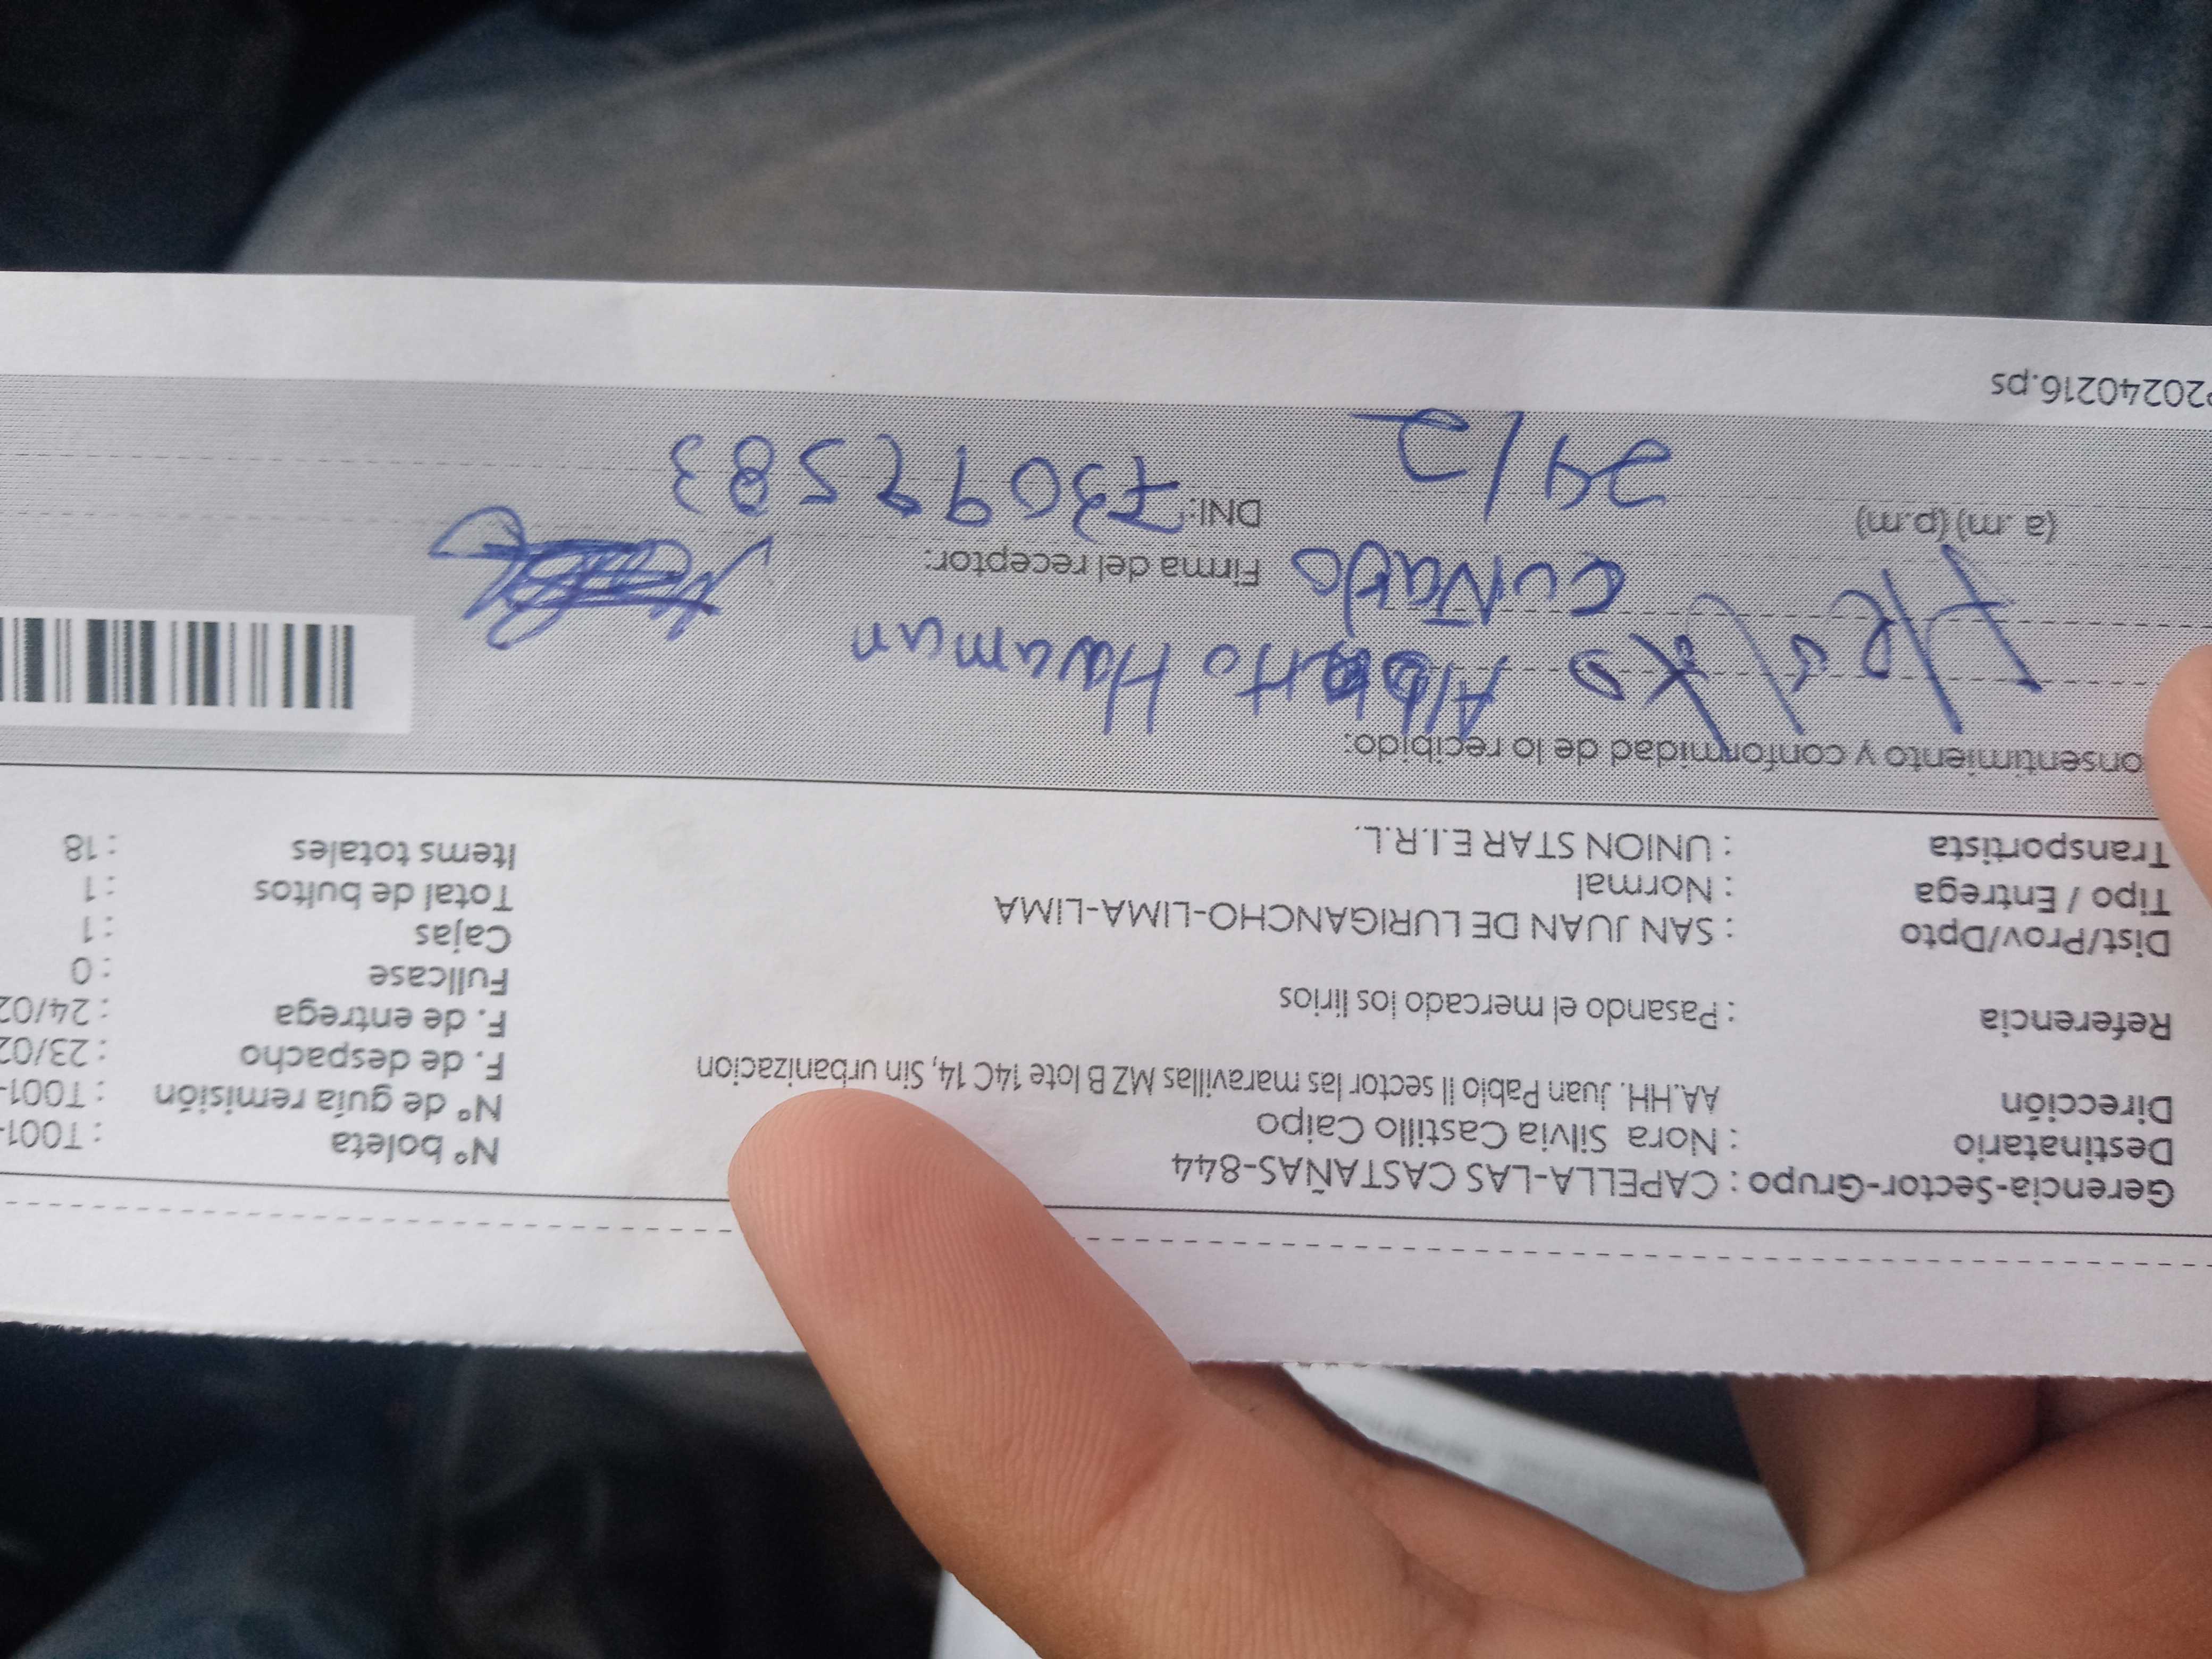 Gerencia-Sector-Grupo : CAPELLA-LAS CASTAÑAS-844
Destinatario : Nora Silvia Castillo Caipo
Dirección AA.HH. Juan Pablo II sector las maravillas MZ B lote 14C 14, Sin urbanizacion
Referencia : Pasando el mercado los lirios
Dist/Prov/Dpto : SAN JUAN DE LURIGANCHO-LIMA-LIMA
Tipo / Entrega : Normal
Transportista : UNION STAR E.I.R.L.
Nº boleta : T001-
Nº de guía remisión : T001-
F. de despacho : 23/02
F. de entrega : 24/02
Fullcase : 0
Cajas : 1
Total de bultos : 1
Items totales : 18
onsentimiento y conformidad de lo recibido:
Alberto Huaman
cuñado
Firma del receptor:
(a .m) (p.m)
24/2
DNI: 73092583
20240216.ps